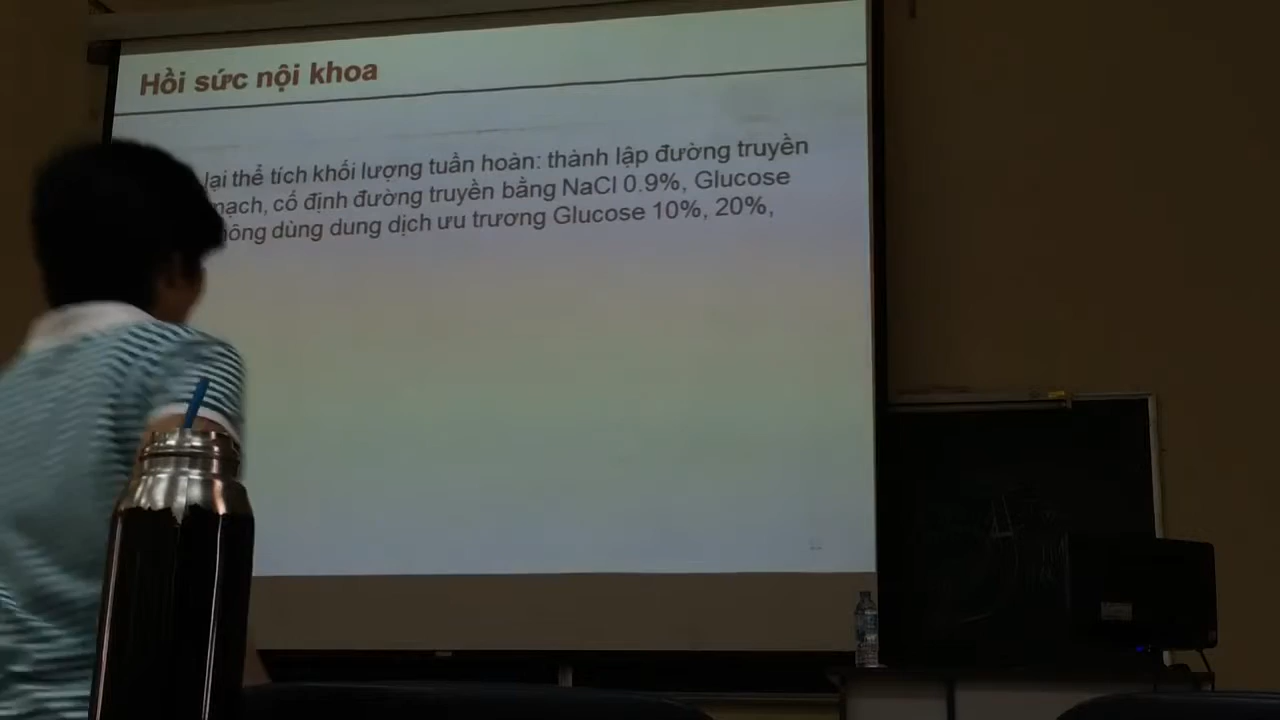 Hồi sức nội khoa
lại thể tích khối lượng tuần hoàn: thành lập đường truyền
mạch, cố định đường truyền bằng NaCl 0.9%, Glucose
dùng dung dịch ưu trương Glucose 10%, 20%,